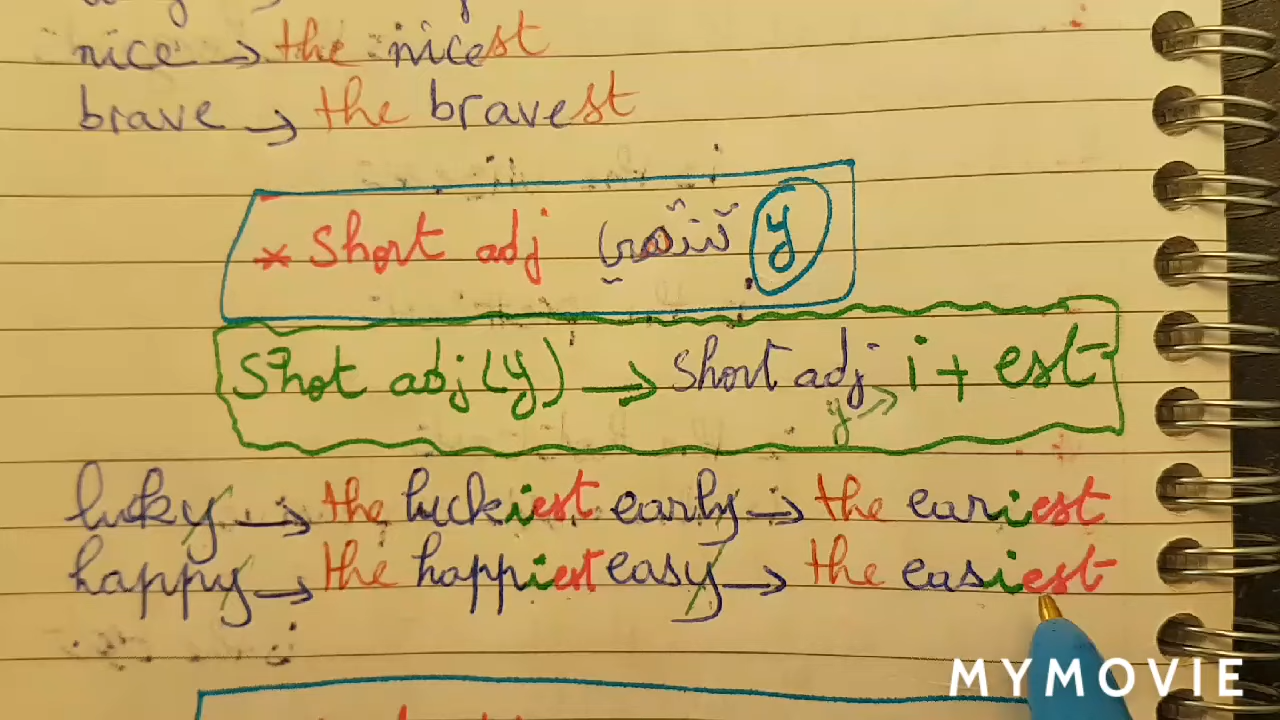 nice → the nicest
brave → the bravest
* Short adj تنتهي ب y
Shot adj (y) → short adj i + est
y →
lucky → the luckiest early → the eariest
happy → the happiest easy → the easiest
MYMOVIE